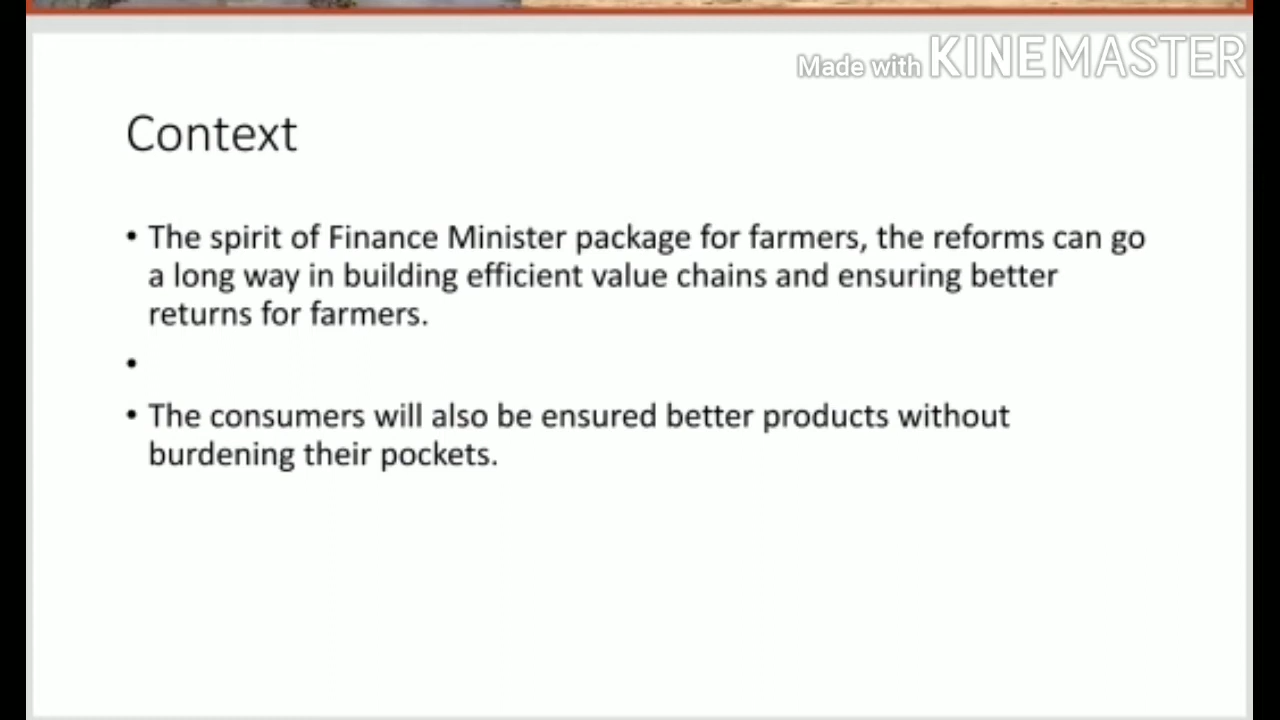 Made with KINEMASTER
Context
• The spirit of Finance Minister package for farmers, the reforms can go
a long way in building efficient value chains and ensuring better
returns for farmers.
•
• The consumers will also be ensured better products without
burdening their pockets.